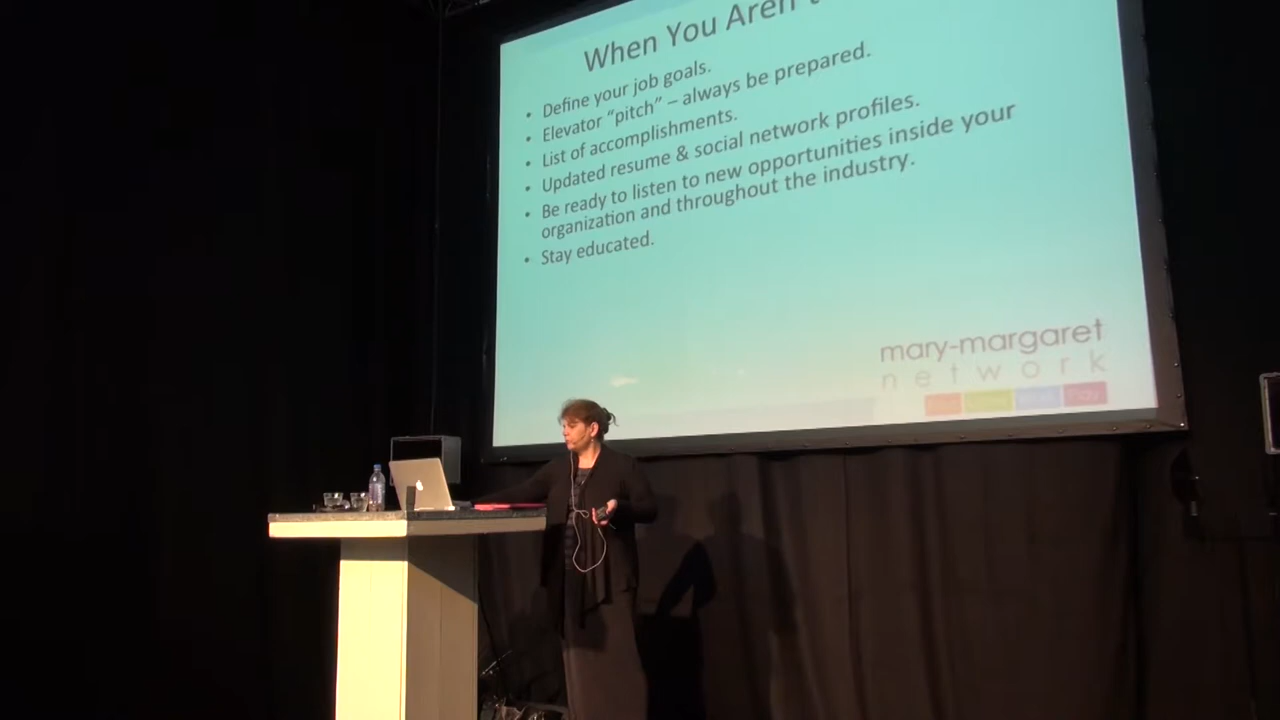 When You Aren't
• Define your job goals.
• Elevator “pitch” – always be prepared.
• List of accomplishments.
• Updated resume & social network profiles.
• Be ready to listen to new opportunities inside your
organization and throughout the industry.
• Stay educated.
mary-margaret
network